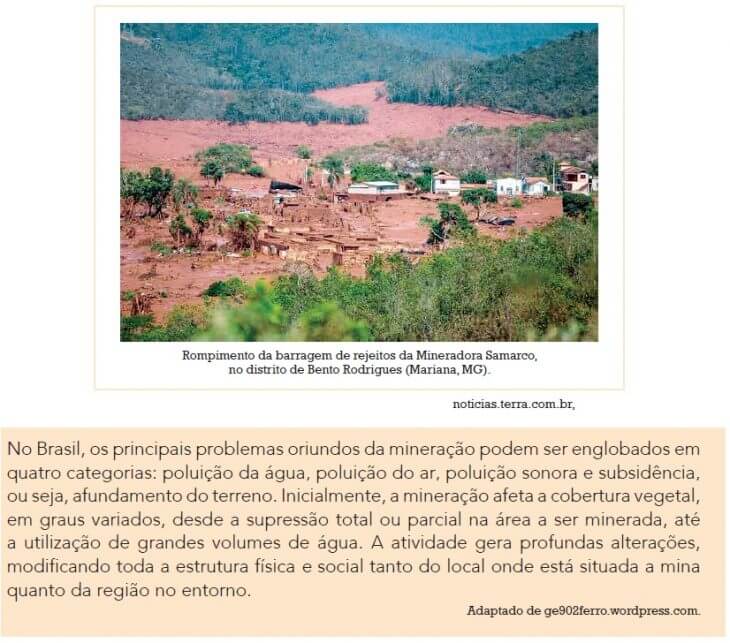 Rompimento da barragem de rejeitos da Mineradora Samarco,
no distrito de Bento Rodrigues (Mariana, MG).
noticias.terra.com.br,
No Brasil, os principais problemas oriundos da mineração podem ser englobados em
quatro categorias: poluição da água, poluição do ar, poluição sonora e subsidência,
ou seja, afundamento do terreno. Inicialmente, a mineração afeta a cobertura vegetal,
em graus variados, desde a supressão total ou parcial na área a ser minerada, até
a utilização de grandes volumes de água. A atividade gera profundas alterações,
modificando toda a estrutura física e social tanto do local onde está situada a mina
quanto da região no entorno.
Adaptado de ge902ferro.wordpress.com.